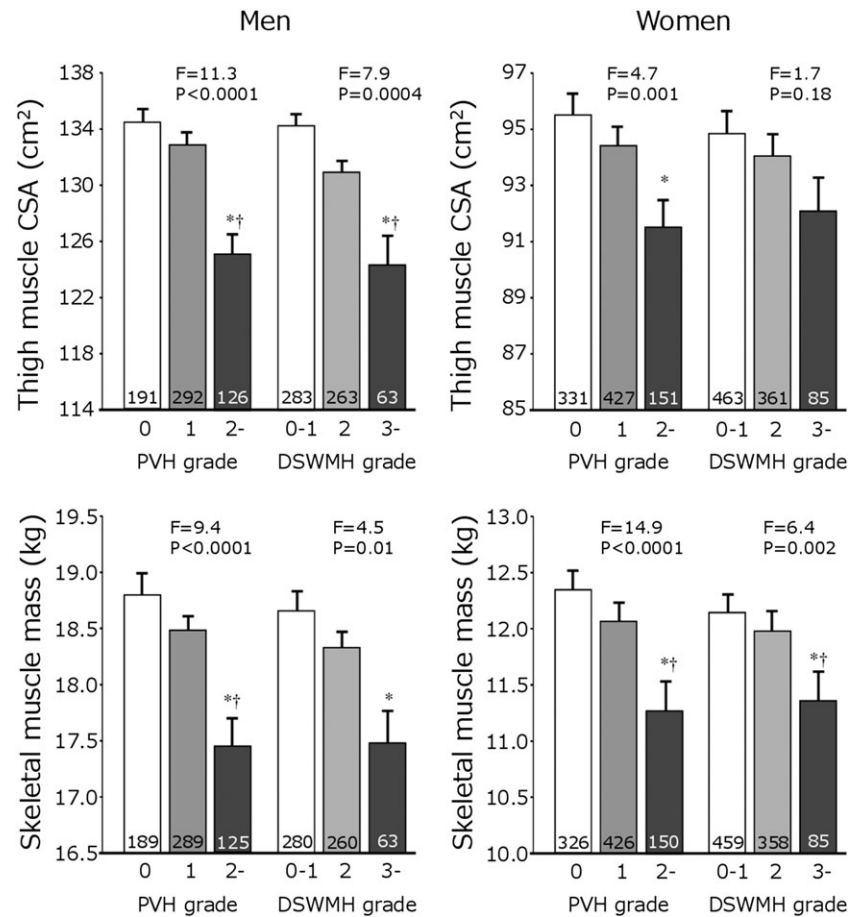 Men
Women
Thigh muscle CSA (cm²)
138
134
130
126
122
118
114
F=11.3
P<0.0001
F=7.9
P=0.0004
*†
*†
191 292 126 283 263 63
0 1 2- 0-1 2 3-
PVH grade DSWMH grade
Thigh muscle CSA (cm²)
97
95
93
91
89
87
85
F=4.7
P=0.001
F=1.7
P=0.18
*
331 427 151 463 361 85
0 1 2- 0-1 2 3-
PVH grade DSWMH grade
Skeletal muscle mass (kg)
19.5
19.0
18.5
18.0
17.5
17.0
16.5
F=9.4
P<0.0001
F=4.5
P=0.01
*†
*
189 289 125 280 260 63
0 1 2- 0-1 2 3-
PVH grade DSWMH grade
Skeletal muscle mass (kg)
13.0
12.5
12.0
11.5
11.0
10.5
10.0
F=14.9
P<0.0001
F=6.4
P=0.002
*†
*†
326 426 150 459 358 85
0 1 2- 0-1 2 3-
PVH grade DSWMH grade